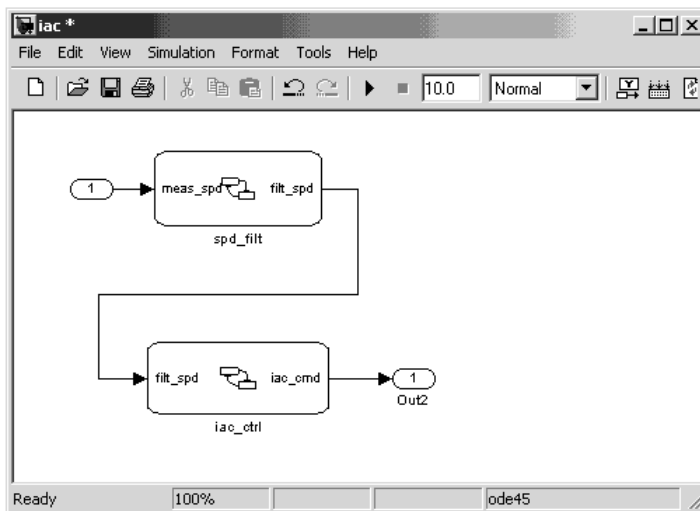 iac *
File Edit View Simulation Format Tools Help
10.0 Normal
1 meas_spd filt_spd
spd_filt
filt_spd iac_cmd 1
iac_ctrl Out2
Ready 100% ode45